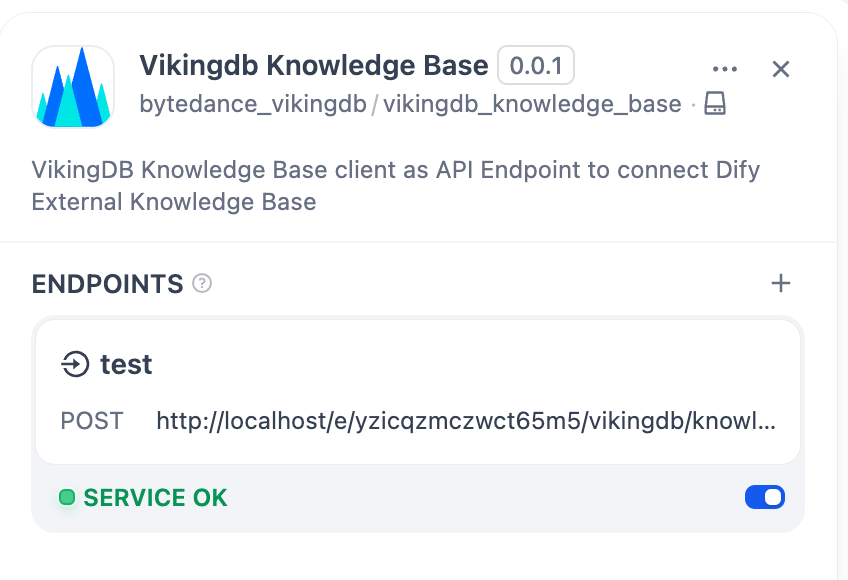 Vikingdb Knowledge Base 0.0.1
bytedance_vikingdb / vikingdb_knowledge_base ·
VikingDB Knowledge Base client as API Endpoint to connect Dify
External Knowledge Base
ENDPOINTS ?
test
POST http://localhost/e/yzicqzmczwct65m5/vikingdb/knowl...
SERVICE OK